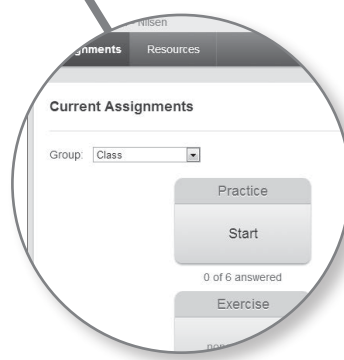 Nilsen
gnments Resources
Current Assignments
Group: Class
Practice
Start
0 of 6 answered
Exercise